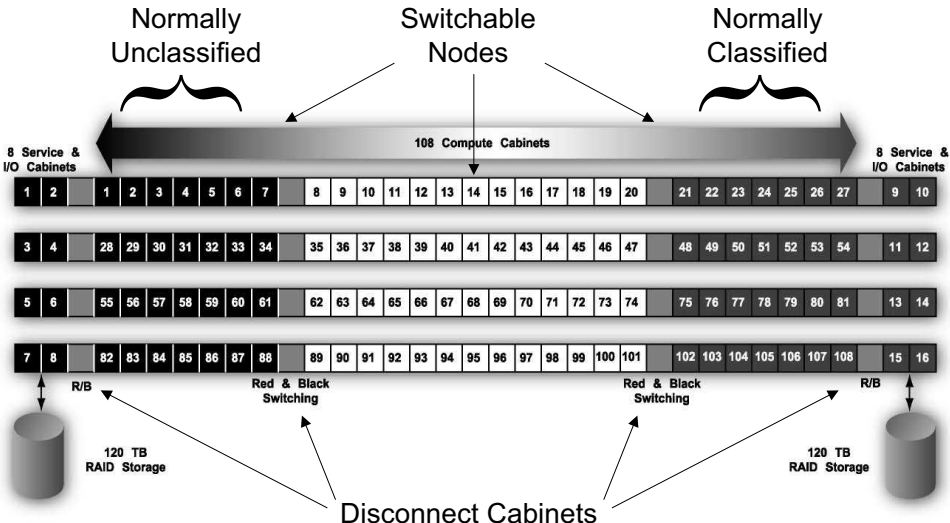 Normally Unclassified
Switchable Nodes
Normally Classified
108 Compute Cabinets
8 Service & I/O Cabinets
8 Service & I/O Cabinets
1 2 1 2 3 4 5 6 7 8 9 10 11 12 13 14 15 16 17 18 19 20 21 22 23 24 25 26 27 9 10
3 4 28 29 30 31 32 33 34 35 36 37 38 39 40 41 42 43 44 45 46 47 48 49 50 51 52 53 54 11 12
5 6 55 56 57 58 59 60 61 62 63 64 65 66 67 68 69 70 71 72 73 74 75 76 77 78 79 80 81 13 14
7 8 82 83 84 85 86 87 88 89 90 91 92 93 94 95 96 97 98 99 100 101 102 103 104 105 106 107 108 15 16
R/B
Red & Black Switching
Red & Black Switching
R/B
120 TB
RAID Storage
120 TB
RAID Storage
Disconnect Cabinets